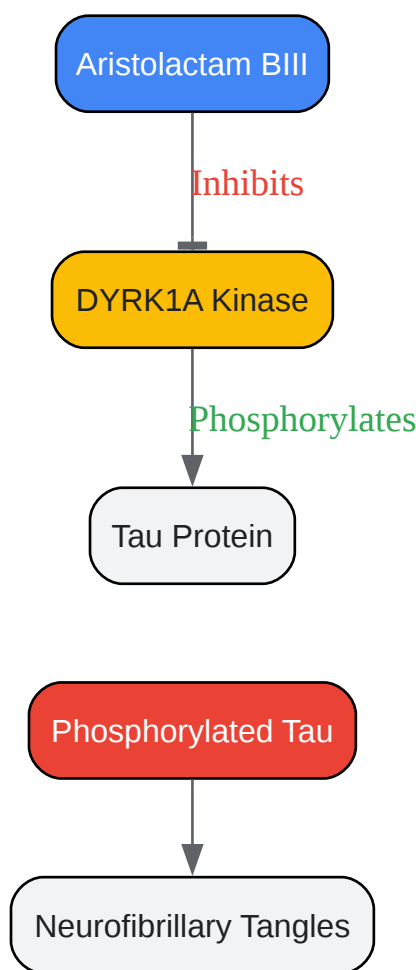 Aristolactam BIII
Inhibits
DYRK1A Kinase
Phosphorylates
Tau Protein
Phosphorylated Tau
Neurofibrillary Tangles